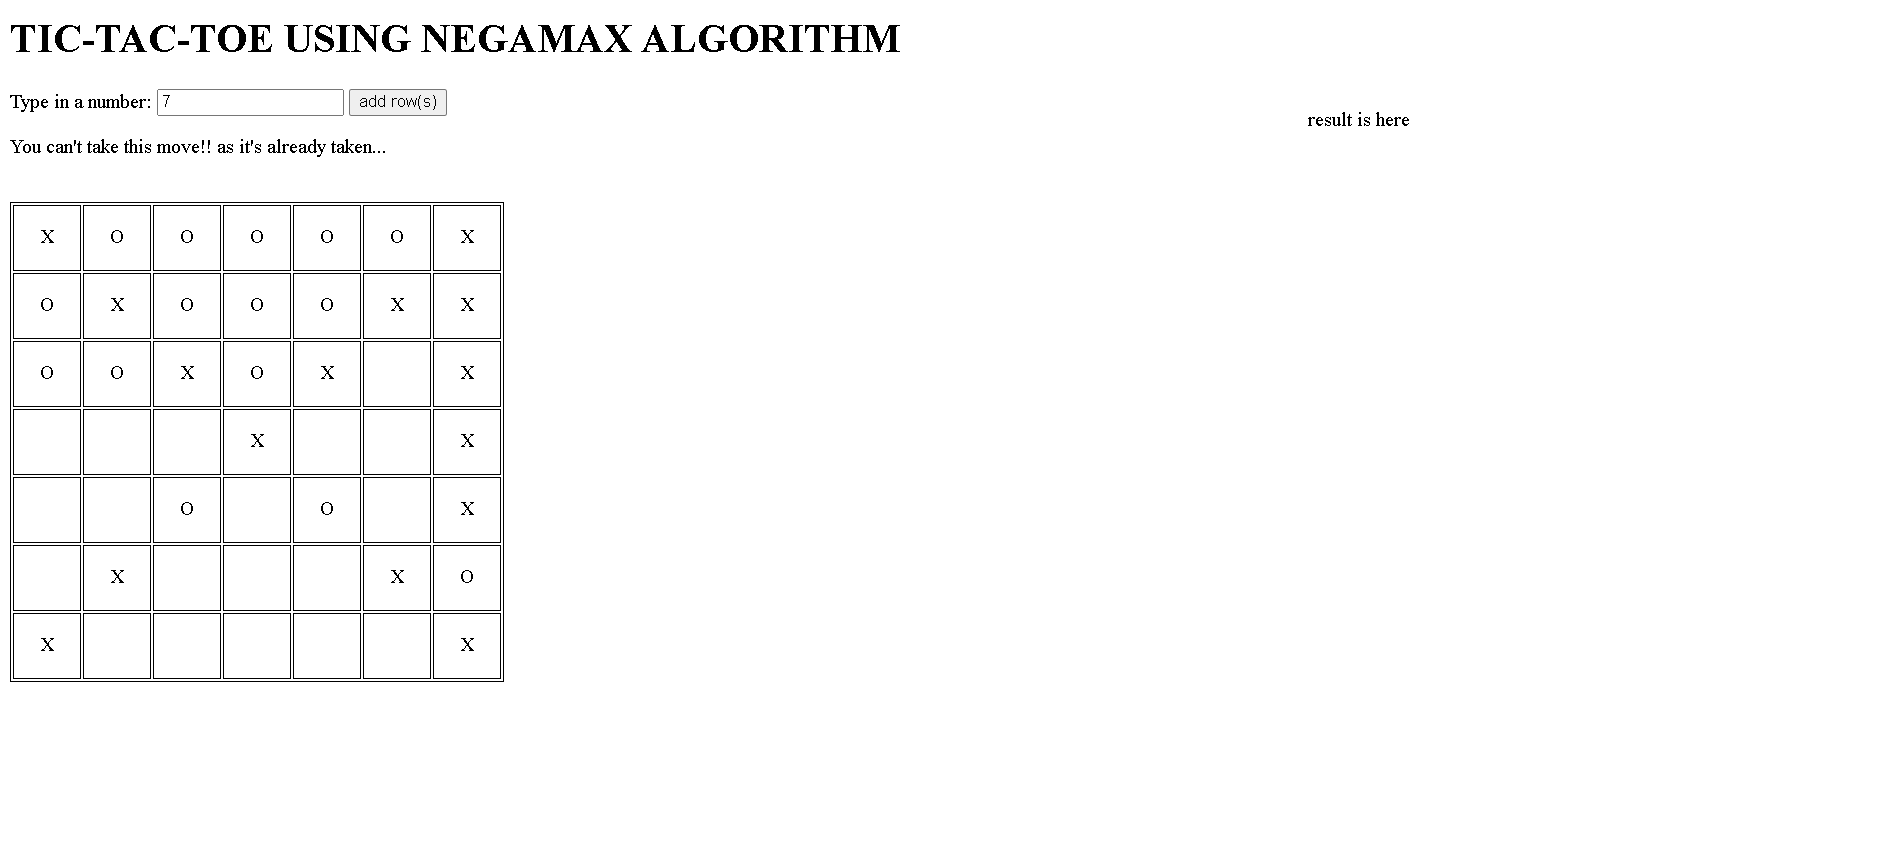 TIC-TAC-TOE USING NEGAMAX ALGORITHM
Type in a number: 7 add row(s)
result is here
You can't take this move!! as it's already taken...
X O O O O O X
O X O O O X X
O O X O X X
X X
O O X
X X O
X X